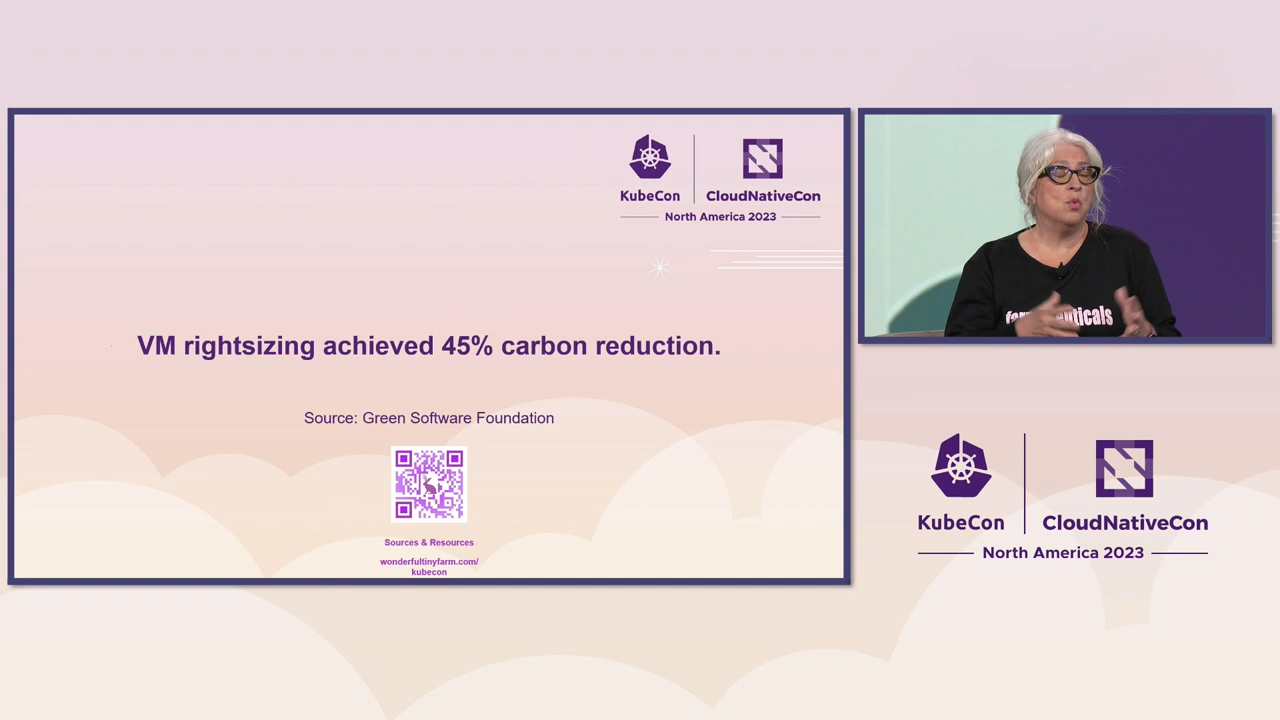 KubeCon
CloudNativeCon
North America 2023
VM rightsizing achieved 45% carbon reduction.
Source: Green Software Foundation
Sources & Resources
wonderfultinyfarm.com/
kubecon
KubeCon
CloudNativeCon
North America 2023